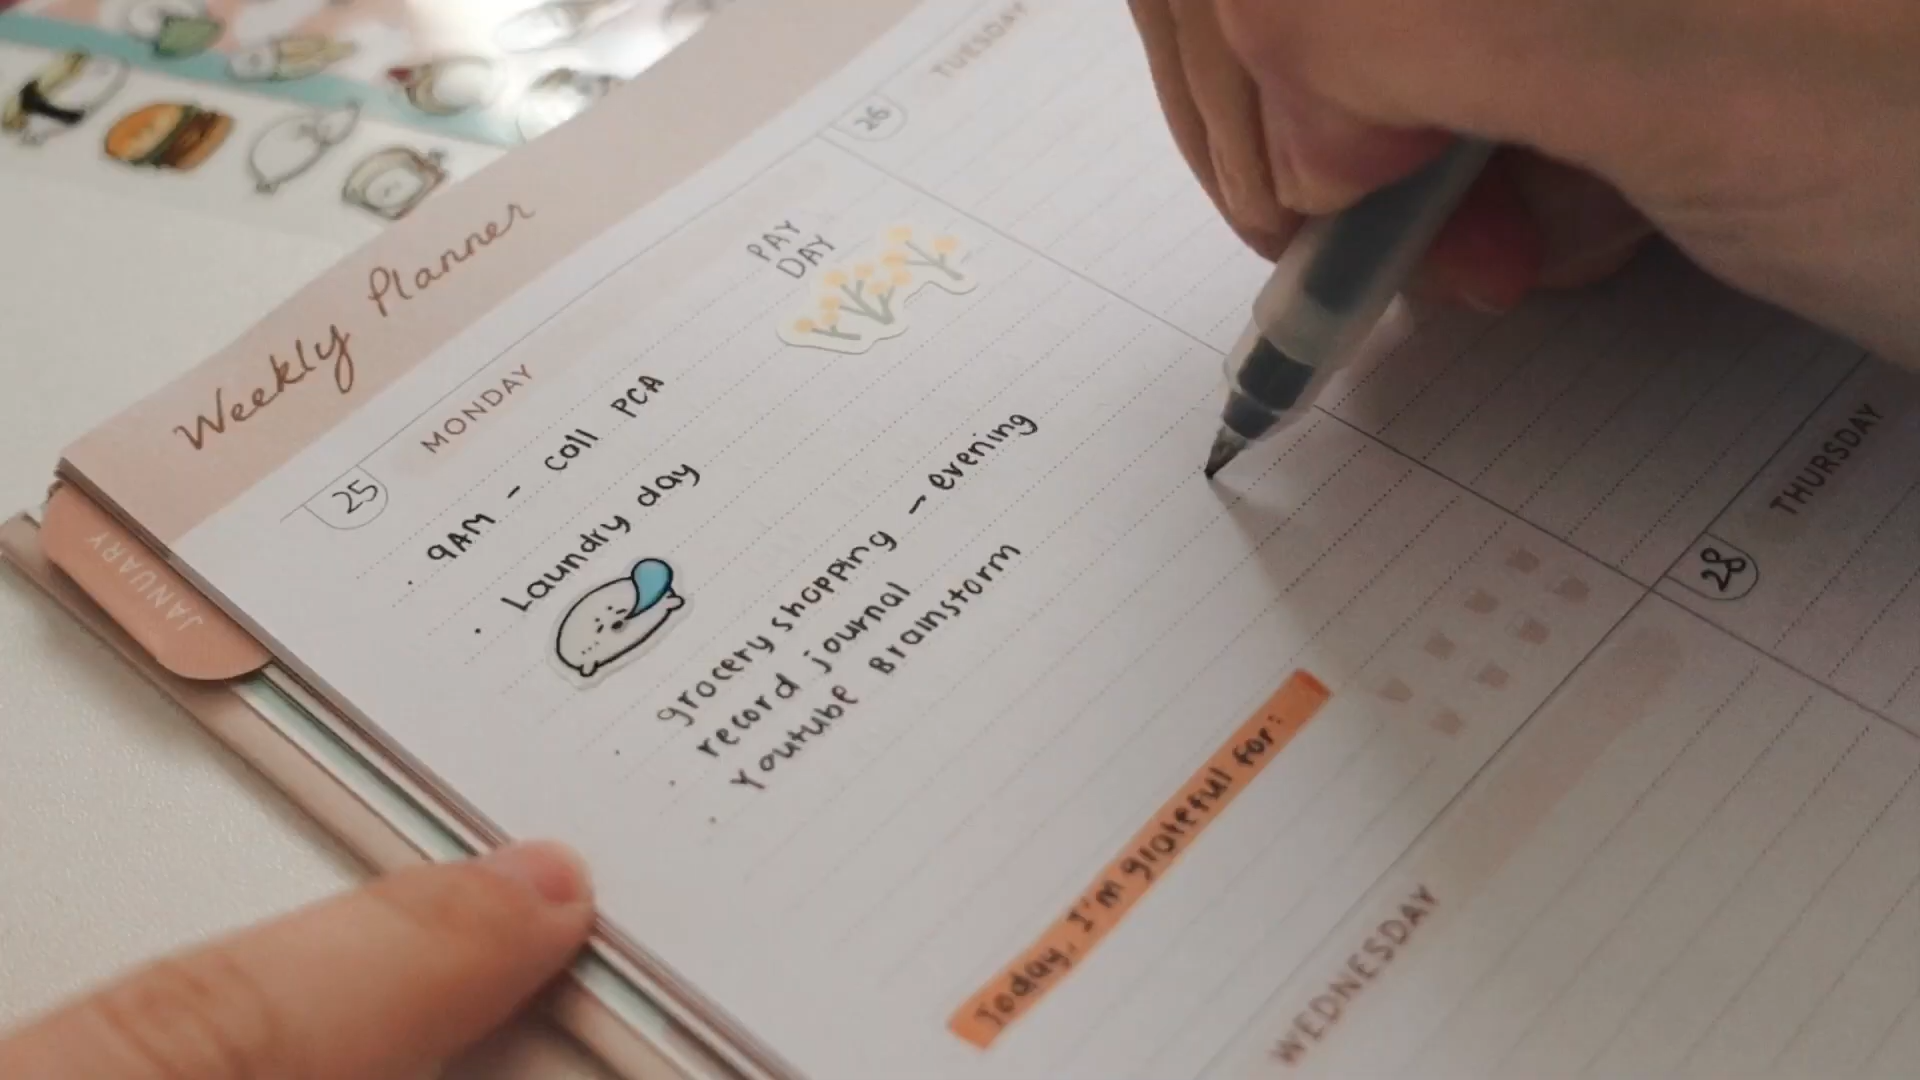 Weekly Planner
JANUARY
25
MONDAY
PAY
DAY
9AM - call PCA
Laundry day
grocery shopping - evening
record journal
Youtube Brainstorm
Today, I'm grateful for:
26
TUESDAY
WEDNESDAY
28
THURSDAY